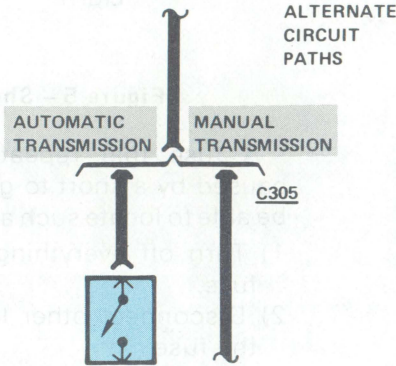 ALTERNATE
CIRCUIT
PATHS
AUTOMATIC
TRANSMISSION
MANUAL
TRANSMISSION
C305